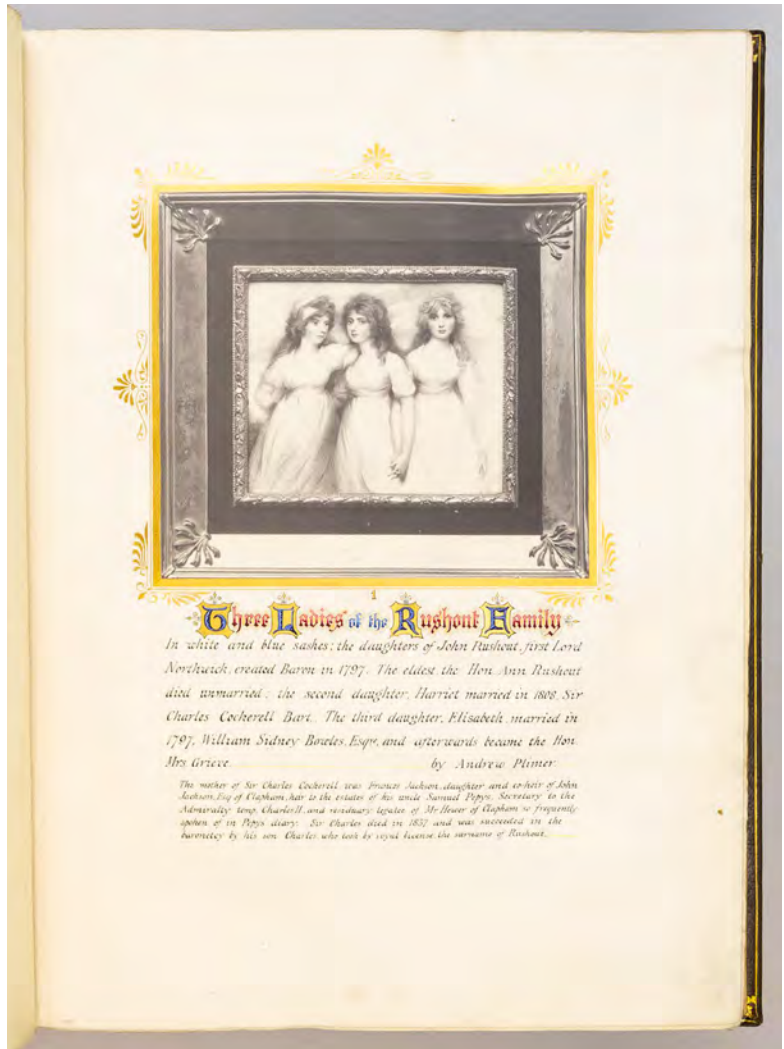 1
Three Ladies of the Rushout Family
In white and blue sashes; the daughters of John Rushout, first Lord
Northwick, created Baron in 1797. The eldest the Hon Ann Rushout
died unmarried; the second daughter, Harriet married in 1808, Sir
Charles Cocherell Bart. The third daughter, Elisabeth, married in
1797, William Sidney Bowles, Esqre, and afterwards became the Hon
Mrs Grieve by Andrew Plimer.
The mother of Sir Charles Cocherell was Frances Jackson, daughter and co-heir of John
Jackson, Esq of Clapham, heir to the estates of his uncle Samuel Pepys, Secretary to the
Admiralty temp. Charles II, and residuary legatee of Mr Hewer of Clapham so frequently
spoken of in Pepys diary. Sir Charles died in 1837 and was succeeded in the
baronetcy by his son Charles, who took by royal license the surname of Rushout.